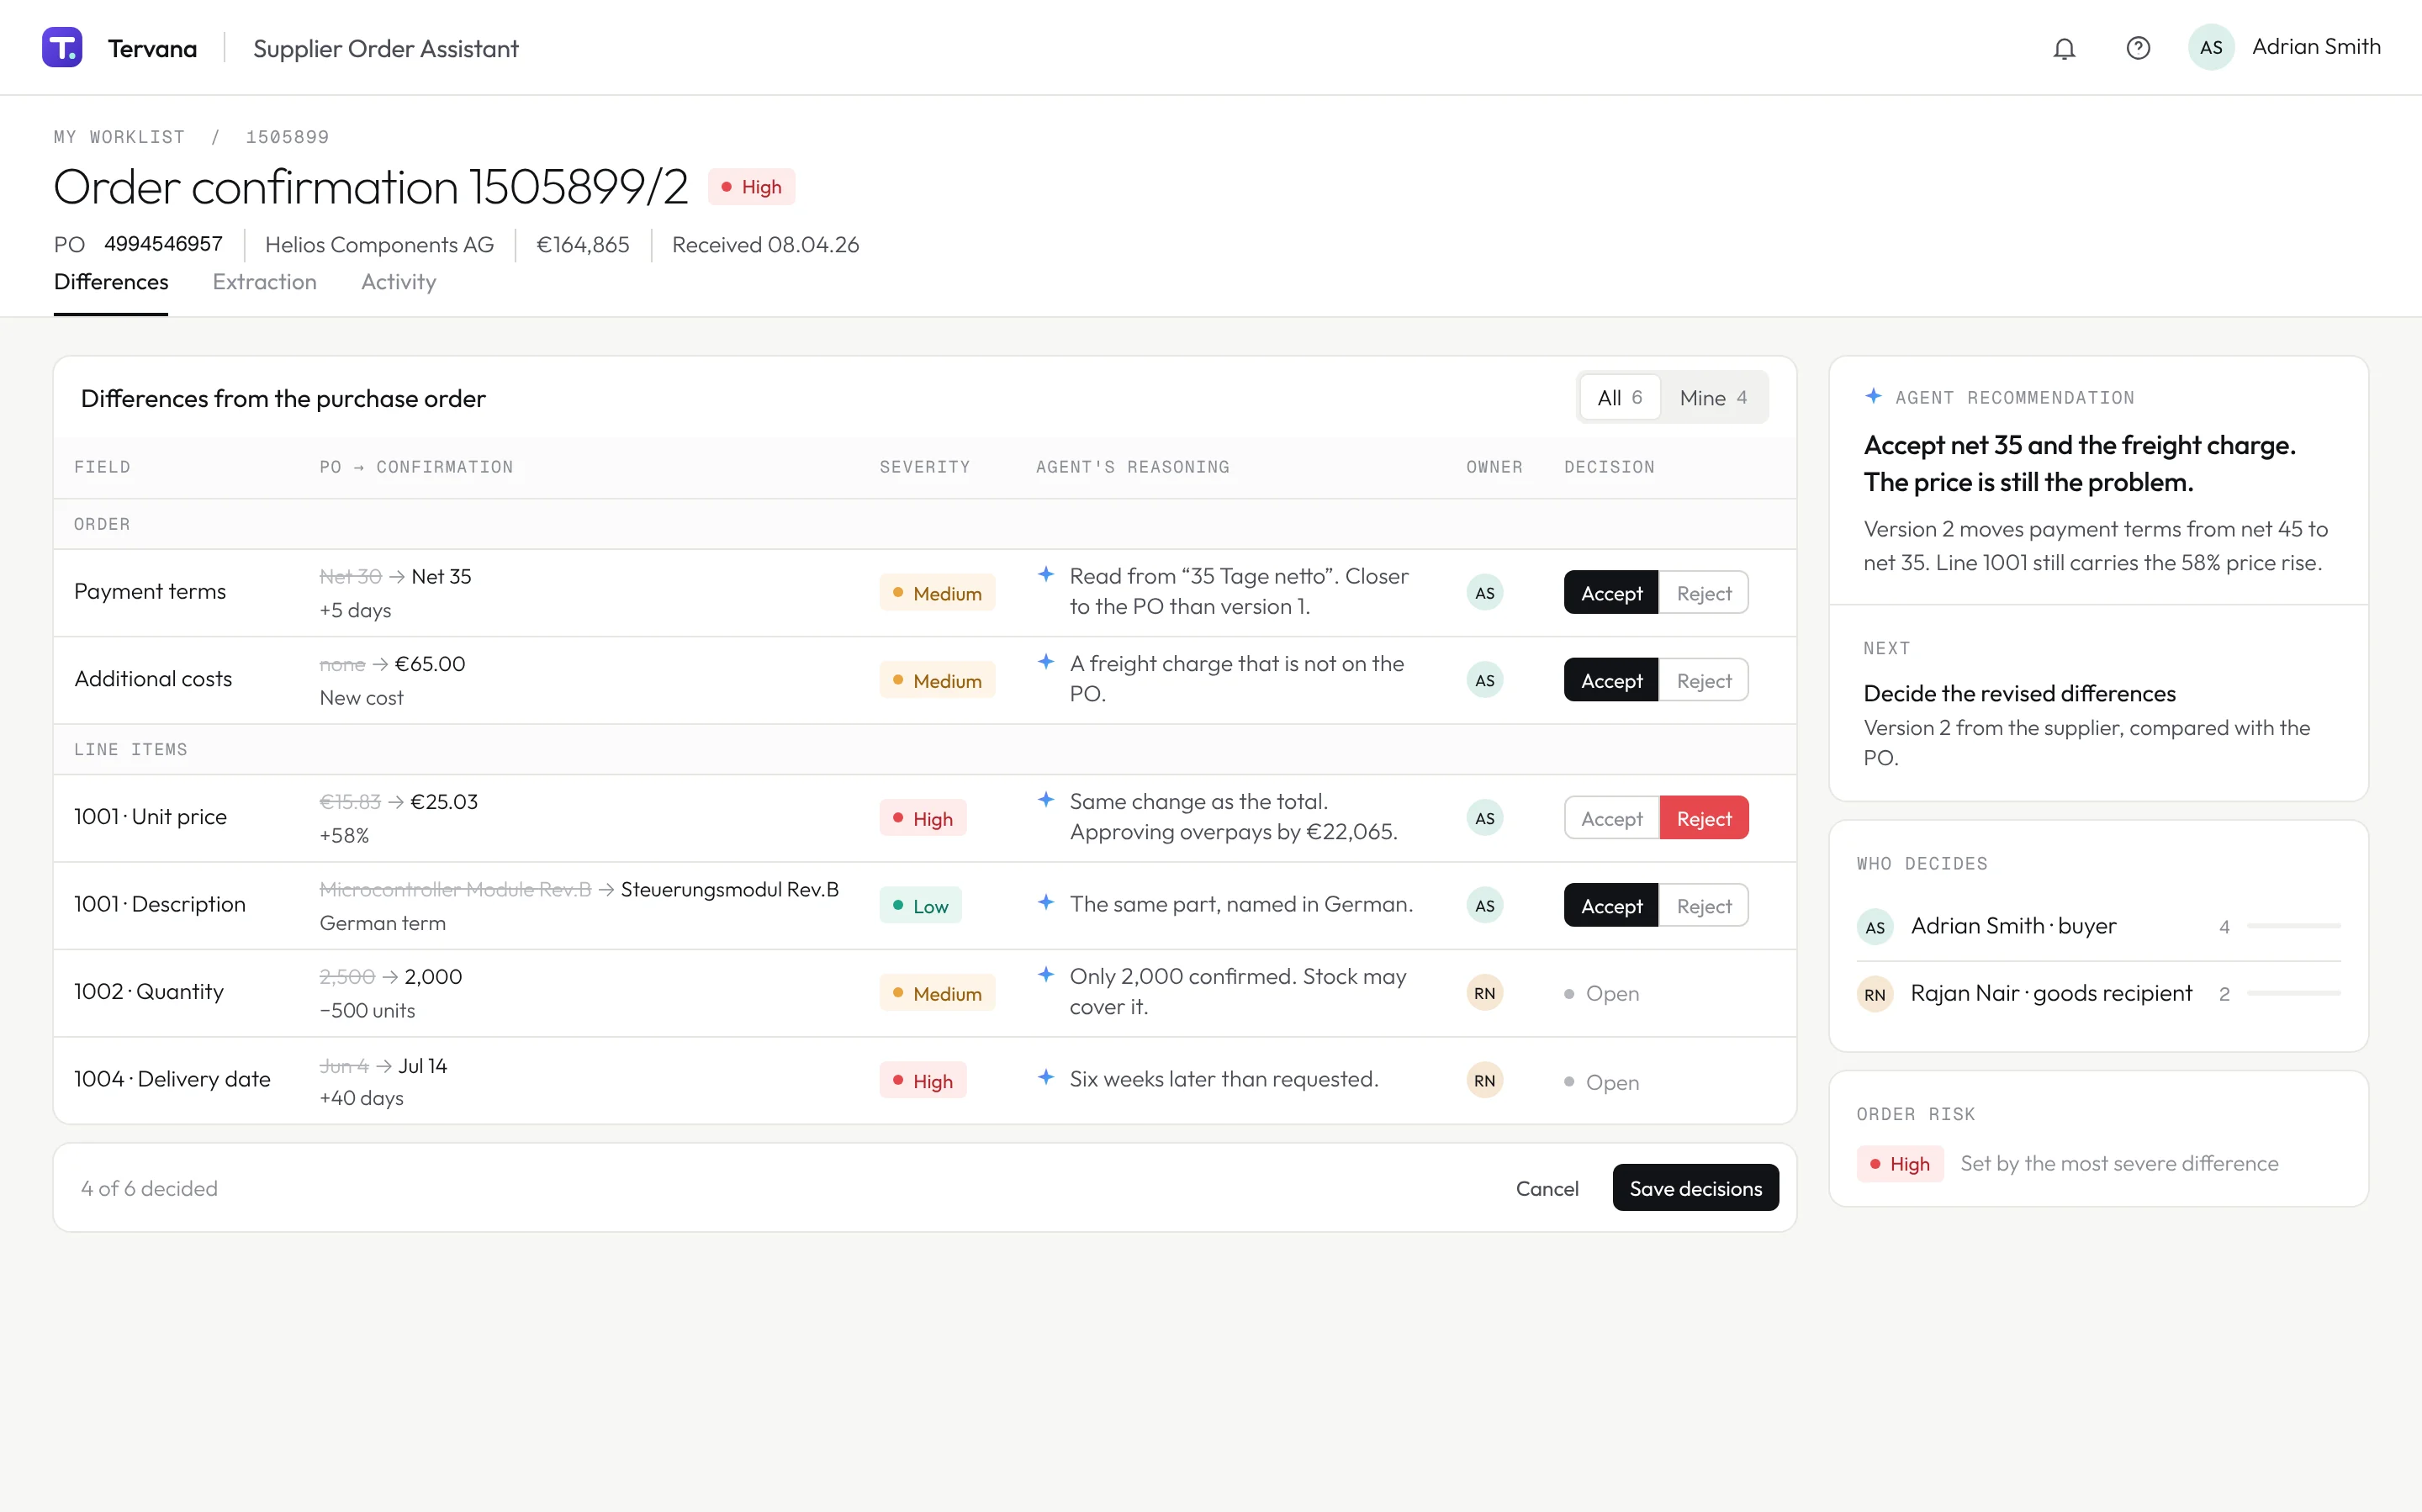 T.
Tervana
Supplier Order Assistant
AS
Adrian Smith
MY WORKLIST / 1505899
Order confirmation 1505899/2
High
PO 4994546957
Helios Components AG
€164,865
Received 08.04.26
Differences
Extraction
Activity
Differences from the purchase order
All 6
Mine 4
FIELD
PO → CONFIRMATION
SEVERITY
AGENT'S REASONING
OWNER
DECISION
ORDER
Payment terms
Net 30 → Net 35
+5 days
Medium
Read from “35 Tage netto”. Closer
to the PO than version 1.
AS
Accept
Reject
Additional costs
none → €65.00
New cost
Medium
A freight charge that is not on the
PO.
AS
Accept
Reject
LINE ITEMS
1001 · Unit price
€15.83 → €25.03
+58%
High
Same change as the total.
Approving overpays by €22,065.
AS
Accept
Reject
1001 · Description
Microcontroller Module Rev.B → Steuerungsmodul Rev.B
German term
Low
The same part, named in German.
AS
Accept
Reject
1002 · Quantity
2,500 → 2,000
−500 units
Medium
Only 2,000 confirmed. Stock may
cover it.
RN
Open
1004 · Delivery date
Jun 4 → Jul 14
+40 days
High
Six weeks later than requested.
RN
Open
4 of 6 decided
Cancel
Save decisions
AGENT RECOMMENDATION
Accept net 35 and the freight charge.
The price is still the problem.
Version 2 moves payment terms from net 45 to
net 35. Line 1001 still carries the 58% price rise.
NEXT
Decide the revised differences
Version 2 from the supplier, compared with the
PO.
WHO DECIDES
AS
Adrian Smith · buyer
4
RN
Rajan Nair · goods recipient
2
ORDER RISK
High
Set by the most severe difference